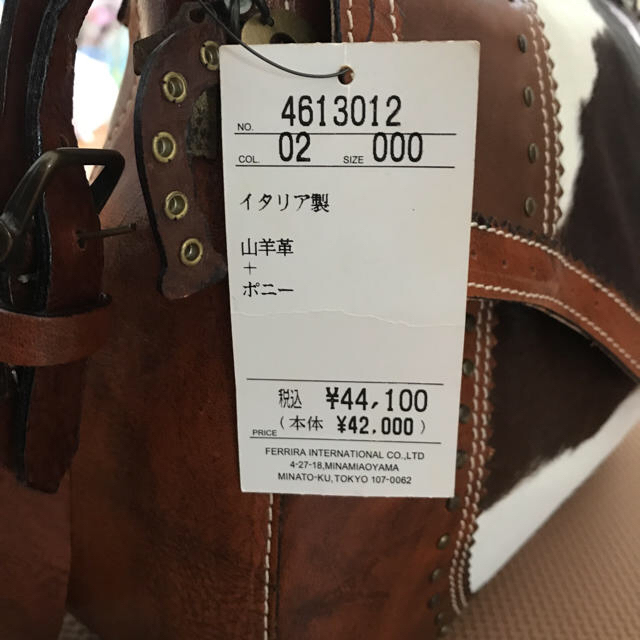 NO. 4613012
COL. 02 SIZE 000
イタリア製
山羊革
+
ポニー
税込 ¥44,100
PRICE (本体 ¥42.000)
FERRIRA INTERNATIONAL CO.,LTD
4-27-18,MINAMIAOYAMA
MINATO-KU,TOKYO 107-0062